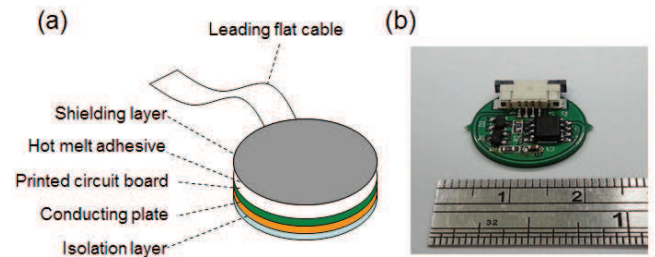 (a)
Leading flat cable
Shielding layer
Hot melt adhesive
Printed circuit board
Conducting plate
Isolation layer
(b)
1 2
32 1